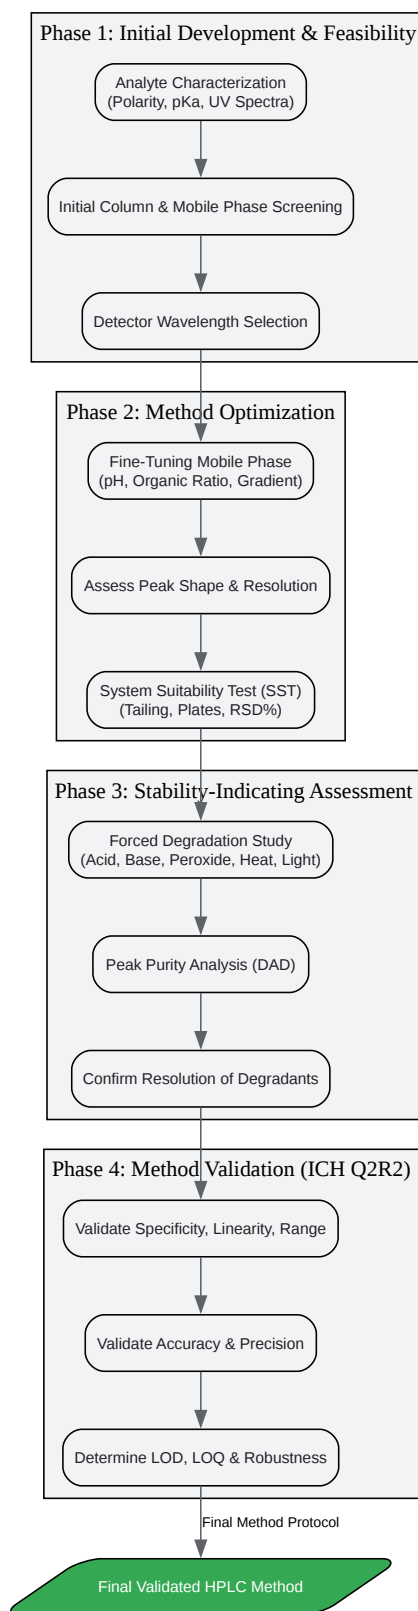 Phase 1: Initial Development & Feasibility
Analyte Characterization
(Polarity, pKa, UV Spectra)
Initial Column & Mobile Phase Screening
Detector Wavelength Selection
Phase 2: Method Optimization
Fine-Tuning Mobile Phase
(pH, Organic Ratio, Gradient)
Assess Peak Shape & Resolution
System Suitability Test (SST)
(Tailing, Plates, RSD%)
Phase 3: Stability-Indicating Assessment
Forced Degradation Study
(Acid, Base, Peroxide, Heat, Light)
Peak Purity Analysis (DAD)
Confirm Resolution of Degradants
Phase 4: Method Validation (ICH Q2R2)
Validate Specificity, Linearity, Range
Validate Accuracy & Precision
Determine LOD, LOQ & Robustness
Final Method Protocol
Final Validated HPLC Method